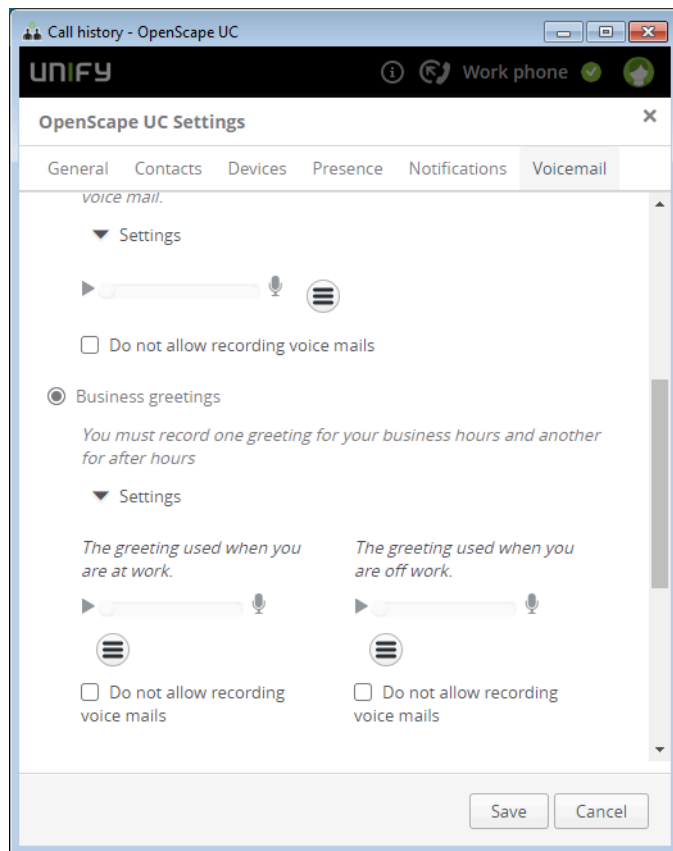 Call history - OpenScape UC
UNIFY
Work phone
OpenScape UC Settings
General Contacts Devices Presence Notifications Voicemail
voice mail.
Settings
Do not allow recording voice mails
Business greetings
You must record one greeting for your business hours and another
for after hours
Settings
The greeting used when you
are at work.
The greeting used when you
are off work.
Do not allow recording
voice mails
Do not allow recording
voice mails
Save Cancel